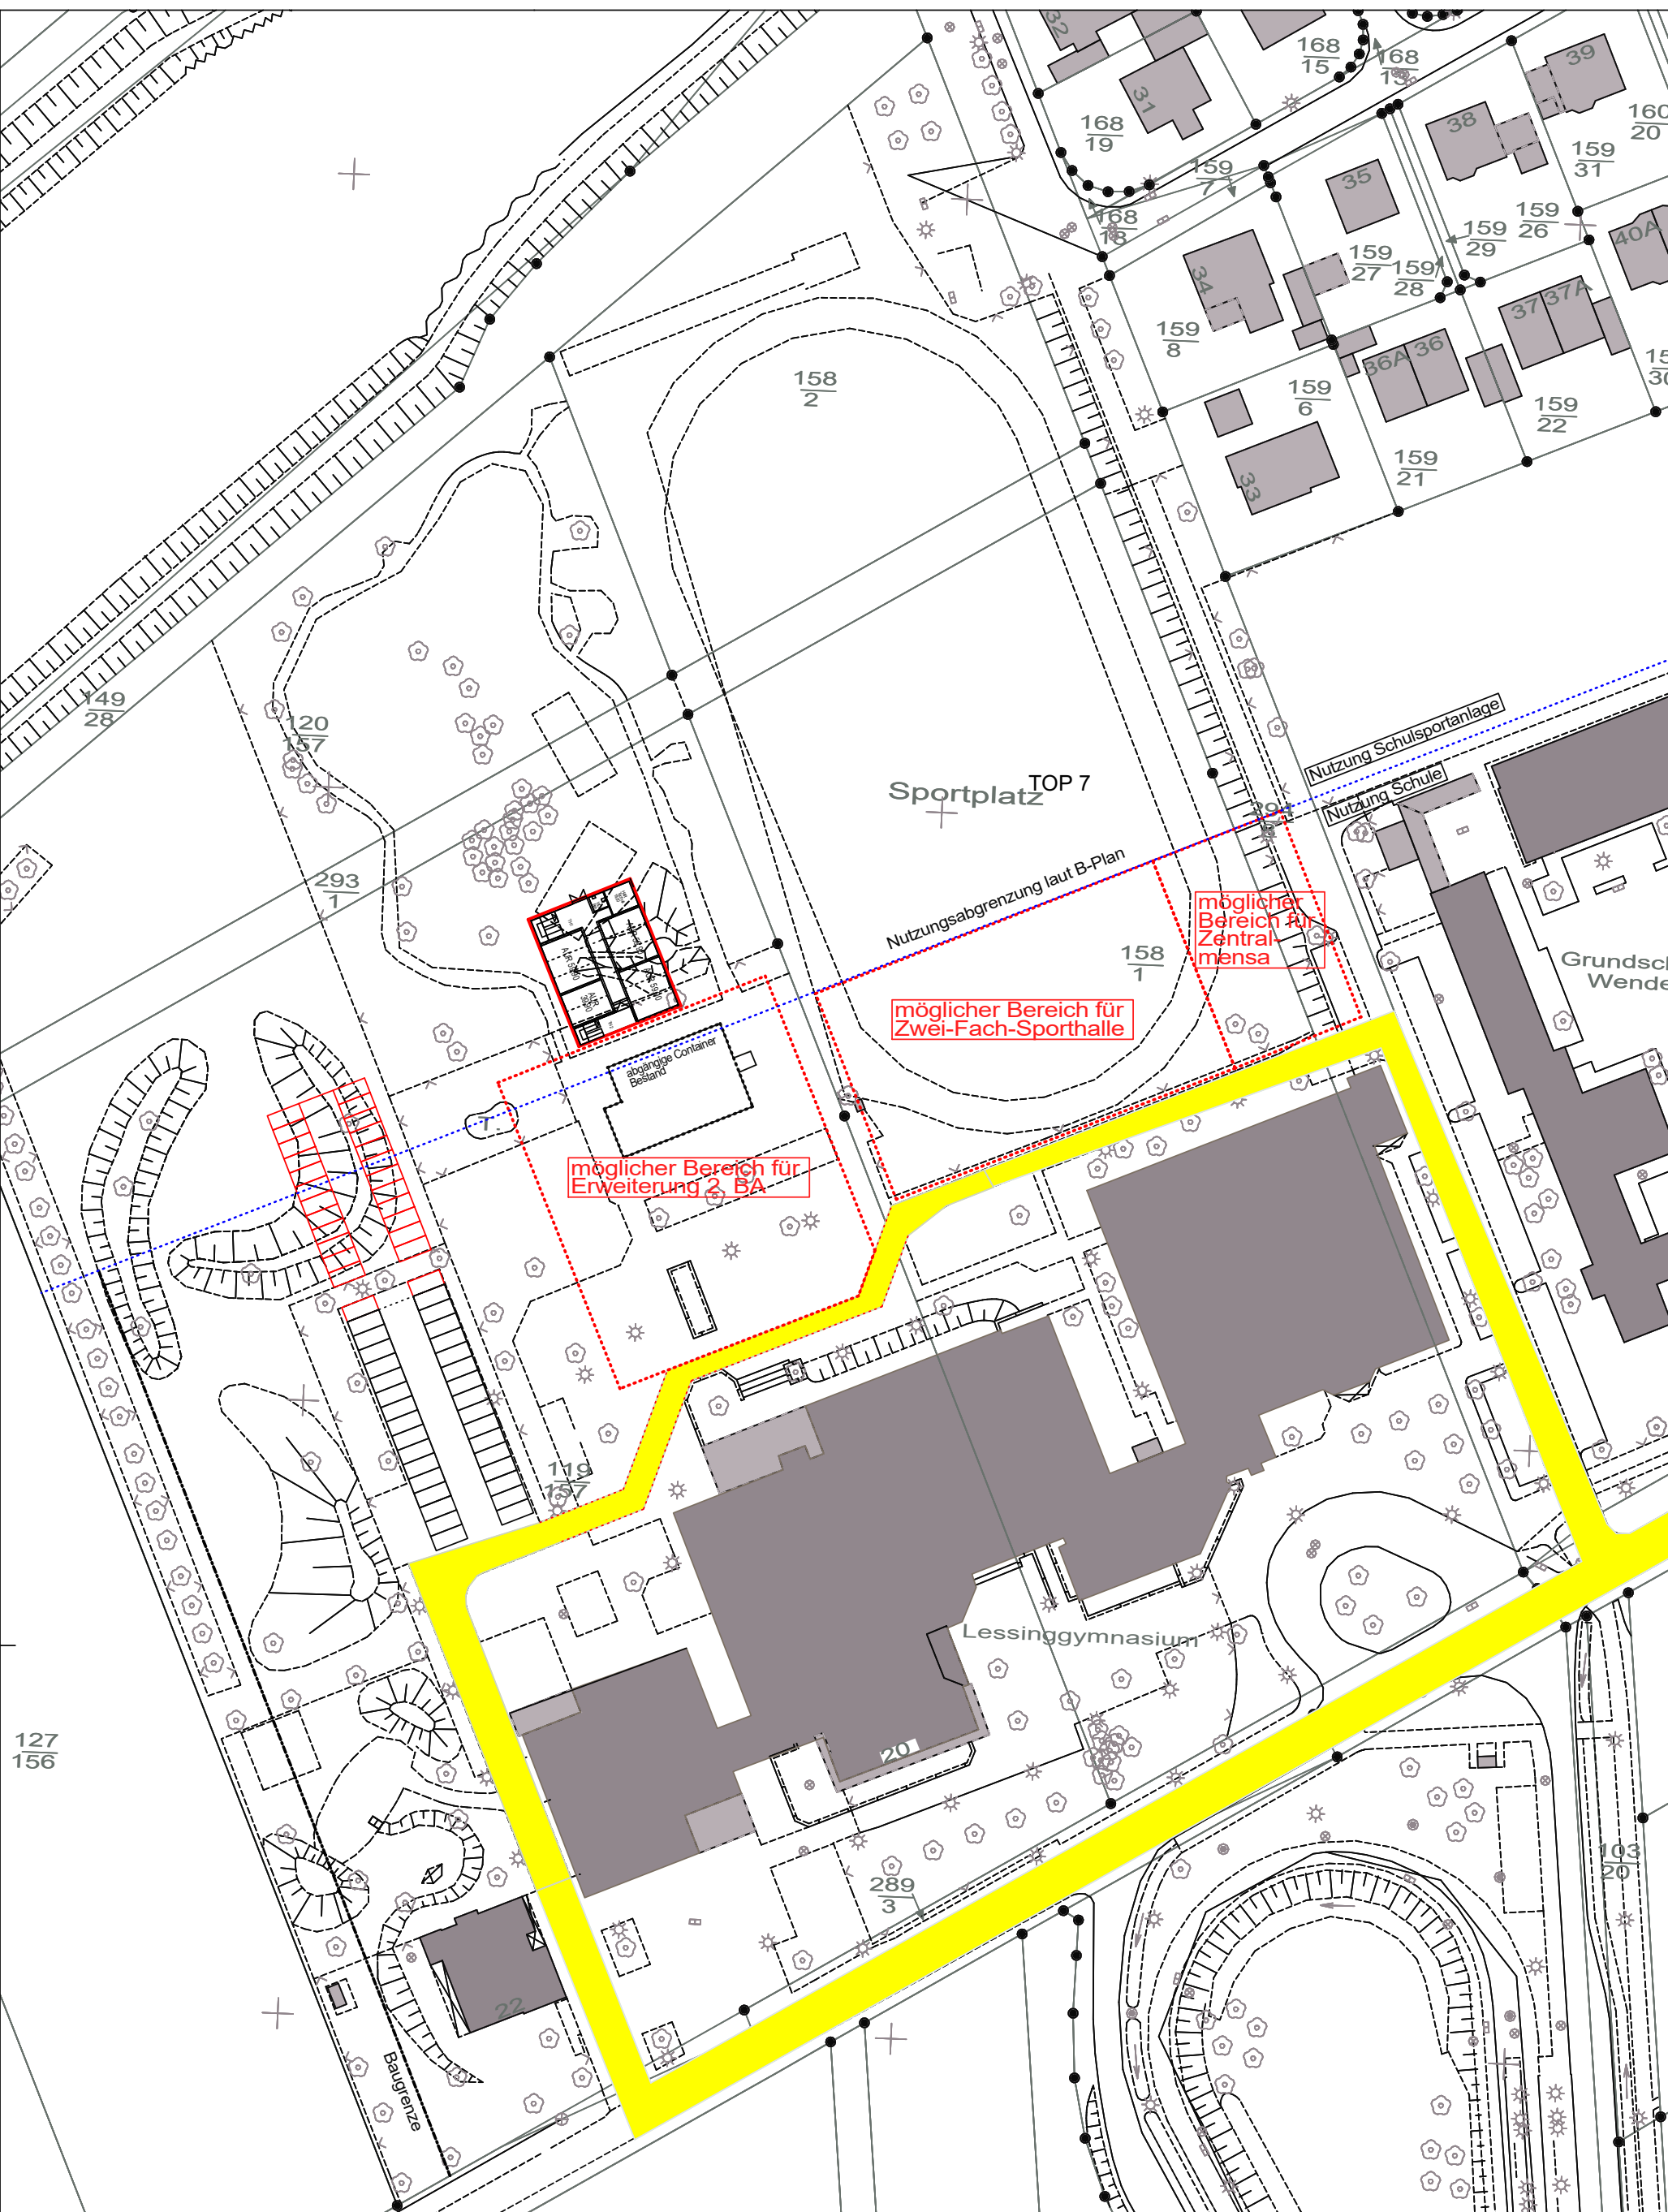 32
31
168
19
168
15
168
13
39
38
160
20
159
31
159
7
35
168
18
159
26
159
29
40A
159
27
159
28
34
37
37A
159
8
36A
36
158
2
159
6
159
22
159
21
33
149
28
120
157
Nutzung Schulsportanlage
TOP 7
Sportplatz
Nutzung Schule
293
1
Nutzungsabgrenzung laut B-Plan
möglicher
Bereich für
Zentral-
mensa
158
1
möglicher Bereich für
Zwei-Fach-Sporthalle
abgängige Container
Bestand
T.
möglicher Bereich für
Erweiterung 2. BA
119
157
Lessinggymnasium
127
156
20
289
3
103
20
22
Baugrenze